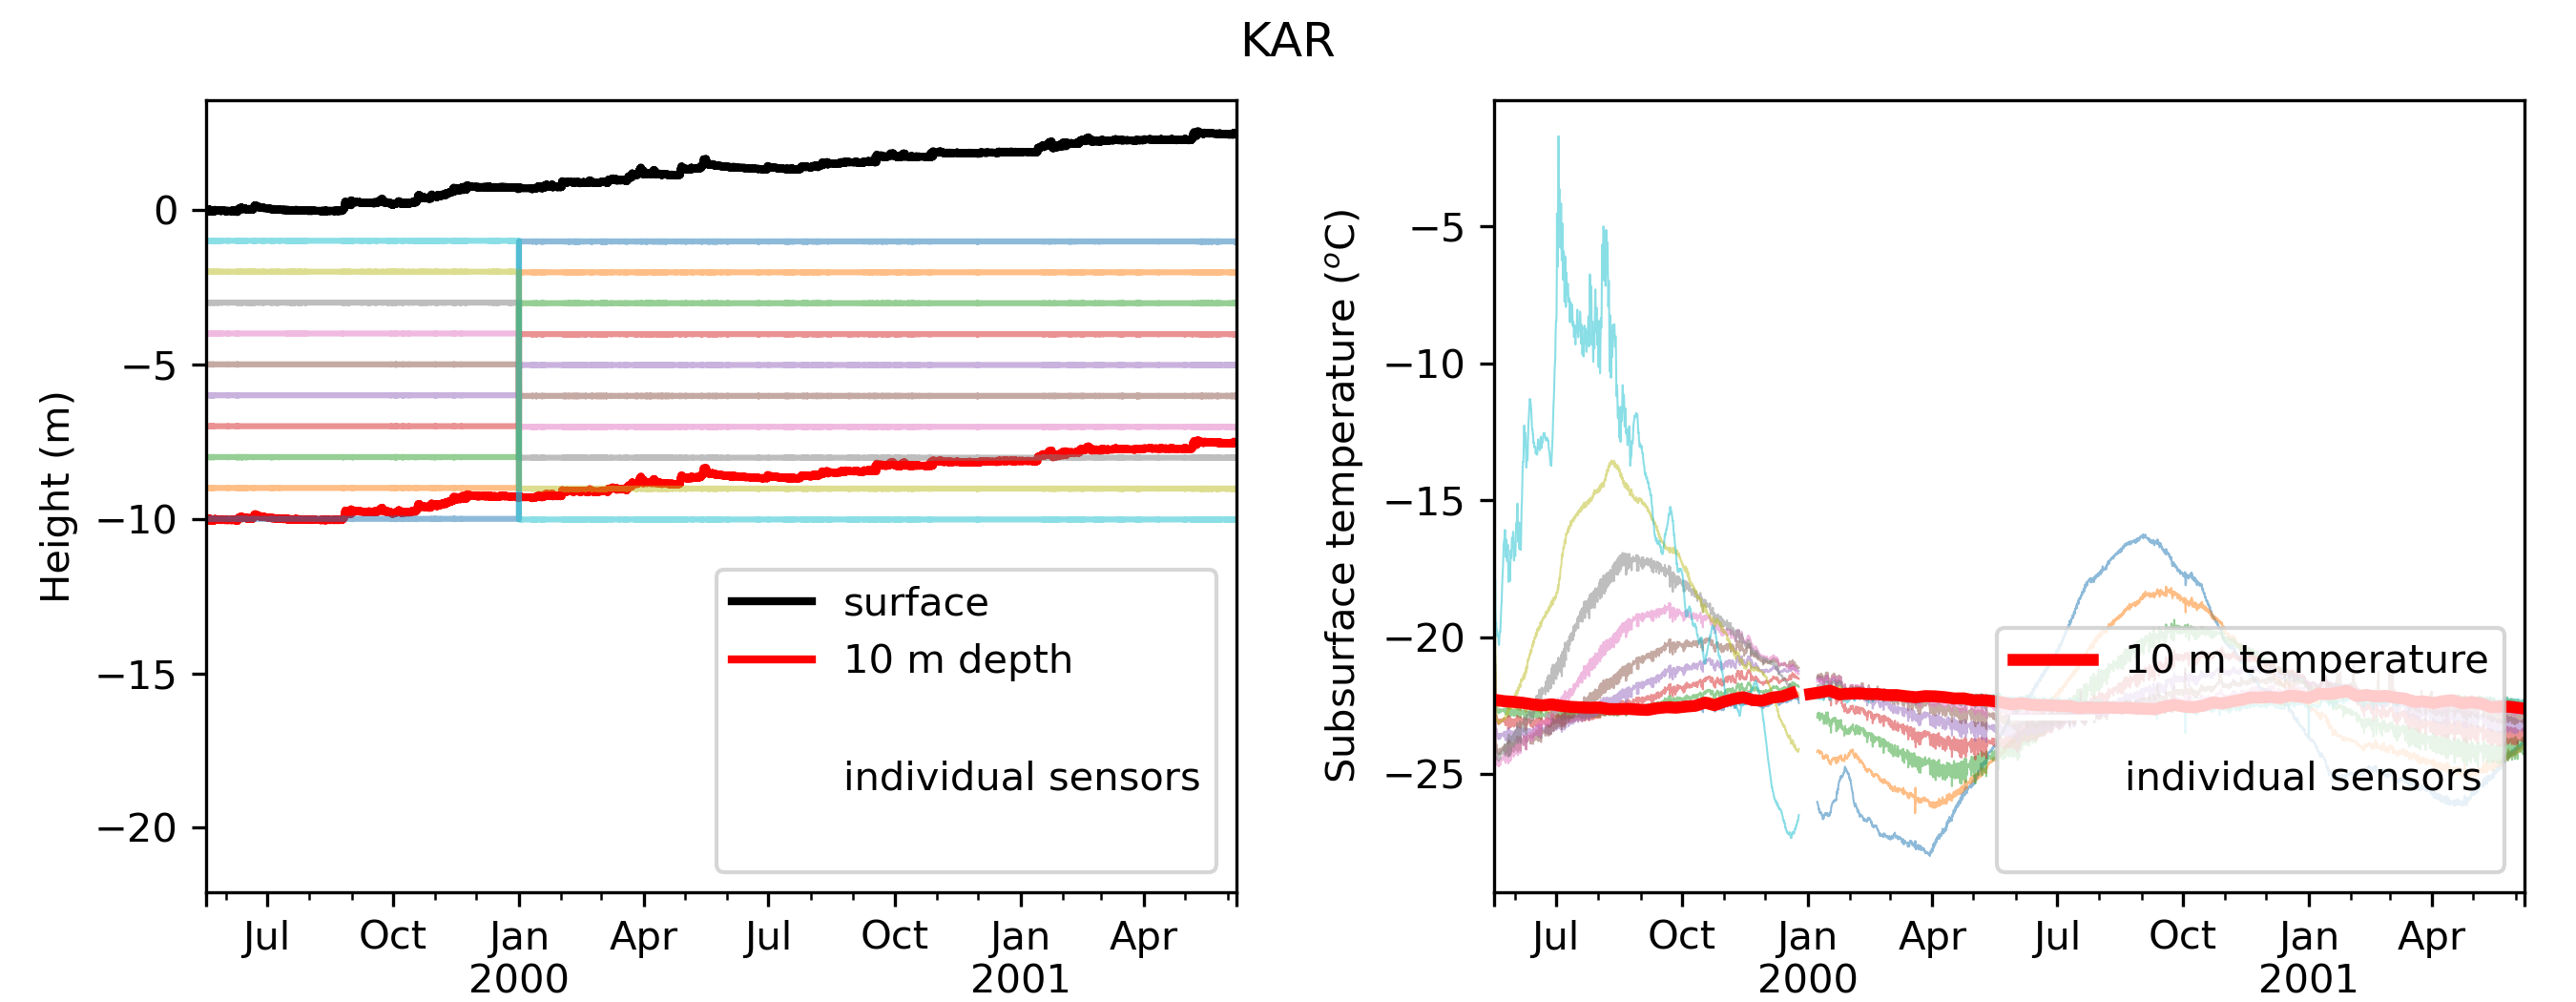 KAR
Height (m)
0
−5
−10
−15
−20
surface
10 m depth
individual sensors
Jul Oct Jan Apr Jul Oct Jan Apr
2000 2001
Subsurface temperature (°C)
−5
−10
−15
−20
−25
10 m temperature
individual sensors
Jul Oct Jan Apr Jul Oct Jan Apr
2000 2001